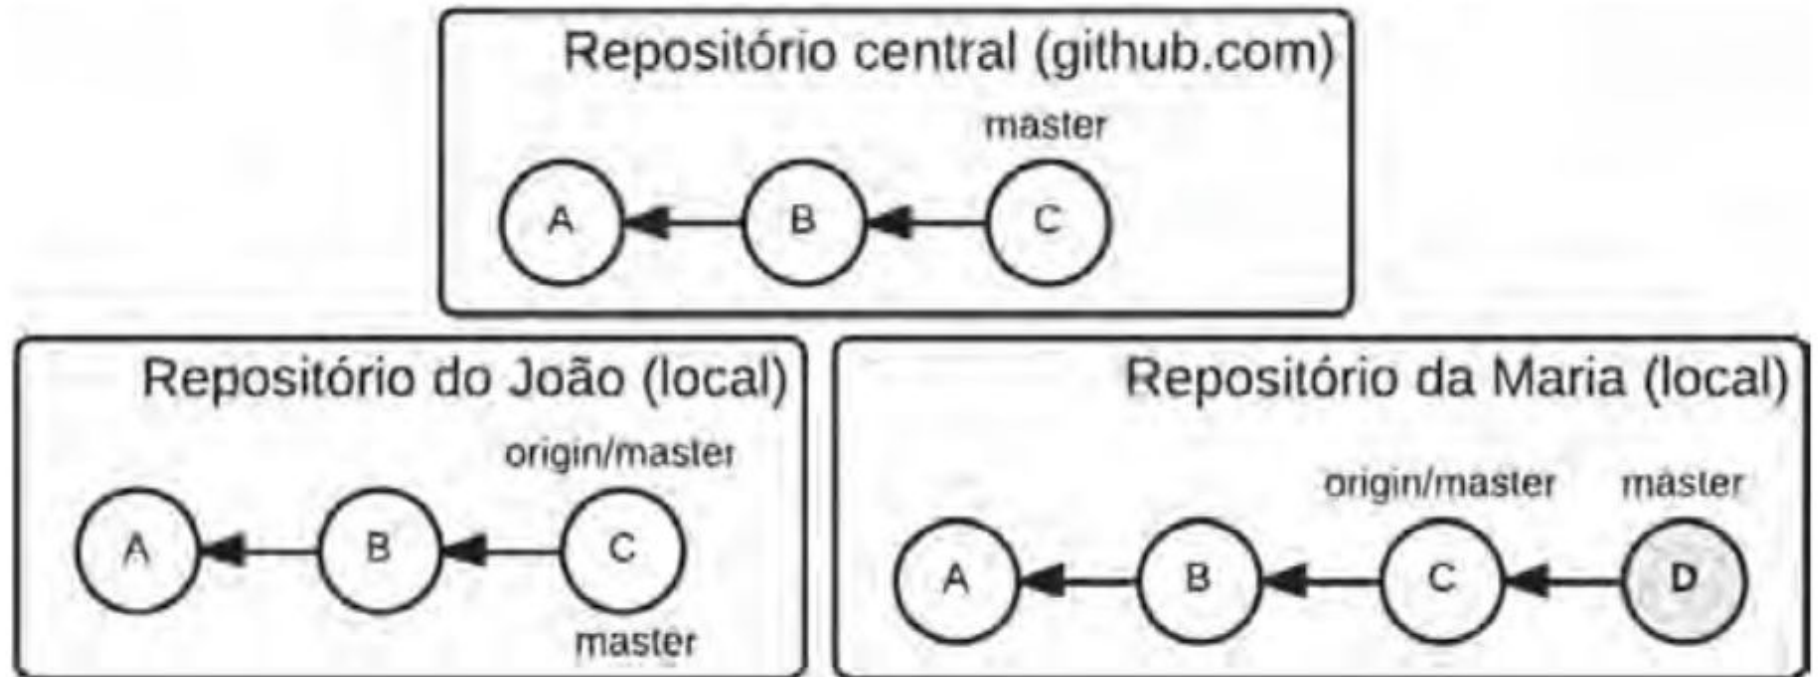 Repositório central (github.com)
master
A B C
Repositório do João (local)
origin/master
A B C
master
Repositório da Maria (local)
origin/master master
A B C D